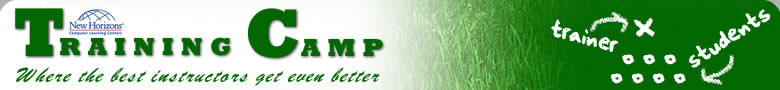 New Horizons®
Computer Learning Centers
TRAINING CAMP
Where the best instructors get even better
trainer
students